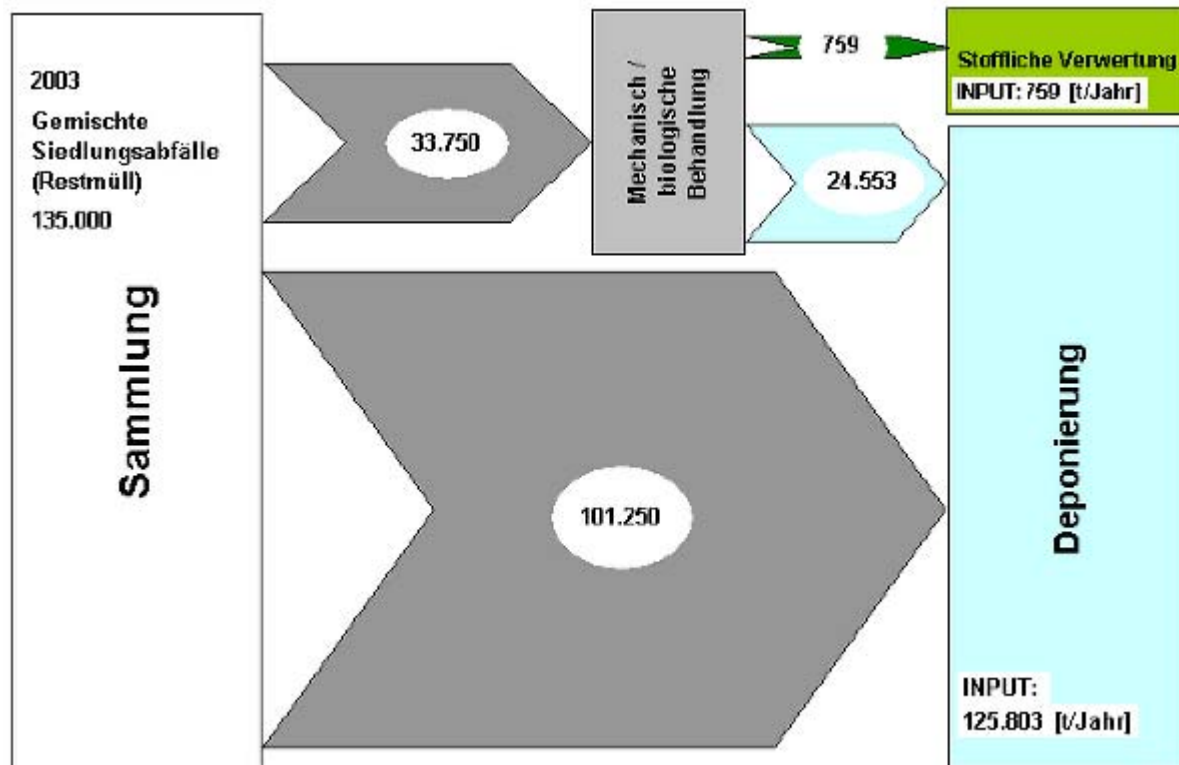 2003
Gemischte
Siedlungsabfälle
(Restmüll)
135.000
Sammlung
33.750
Mechanisch /
biologische
Behandlung
759
24.553
101.250
Stoffliche Verwertung
INPUT: 759 [t/Jahr]
Deponierung
INPUT:
125.803 [t/Jahr]